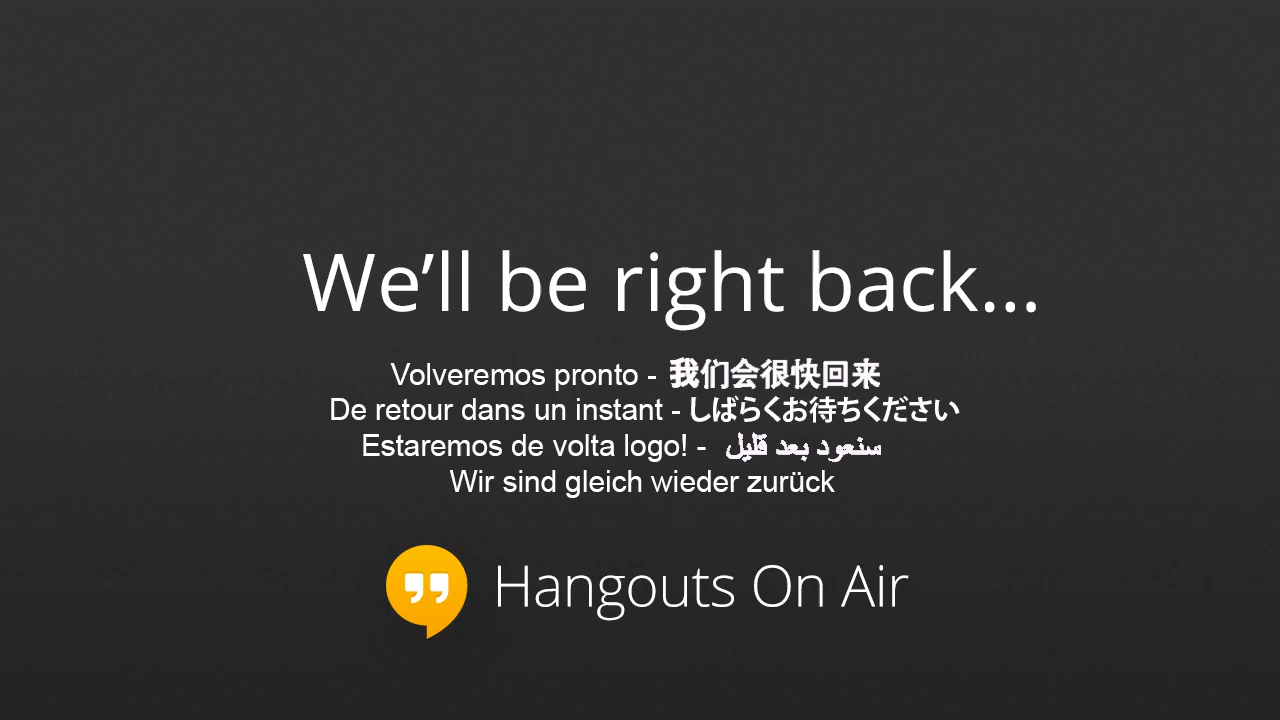 We’ll be right back...
Volveremos pronto - 我们会很快回来
De retour dans un instant - しばらくお待ちください
Estaremos de volta logo! - سنعود بعد قليل
Wir sind gleich wieder zurück
Hangouts On Air